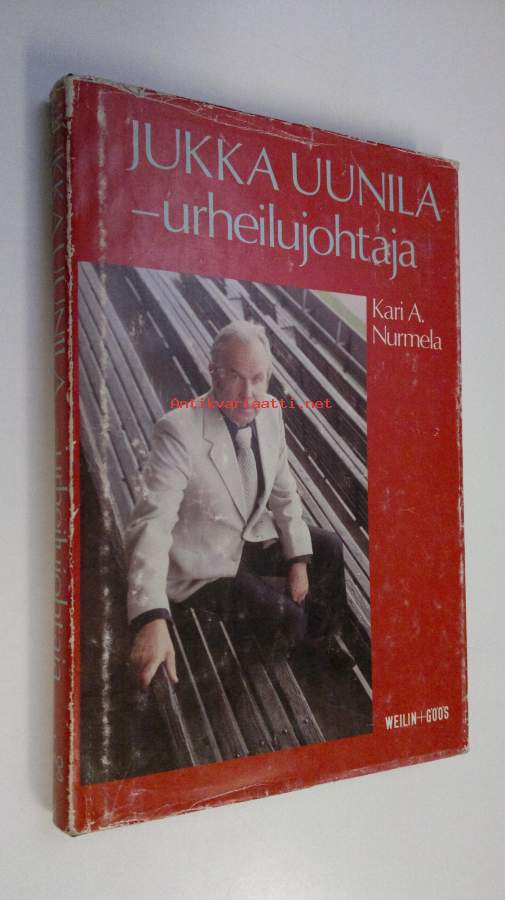 JUKKA UUNILA
–urheilujohtaja
Kari A.
Nurmela
Antikvariaatti.net
WEILIN+GÖÖS
JUKKA UUNILA urheilujohtaja